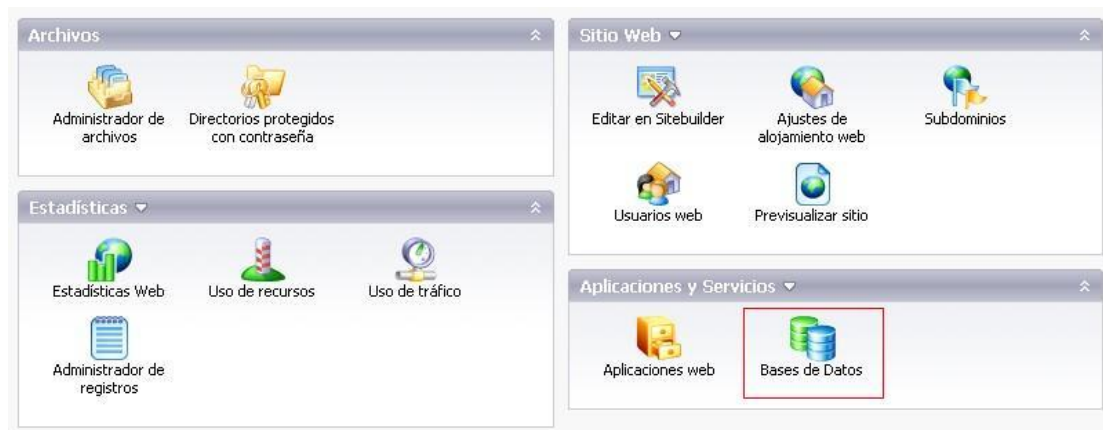 Archivos
Administrador de
archivos
Directorios protegidos
con contraseña
Estadísticas
Estadísticas Web
Uso de recursos
Uso de tráfico
Administrador de
registros
Sitio Web
Editar en Sitebuilder
Ajustes de
alojamiento web
Subdominios
Usuarios web
Previsualizar sitio
Aplicaciones y Servicios
Aplicaciones web
Bases de Datos